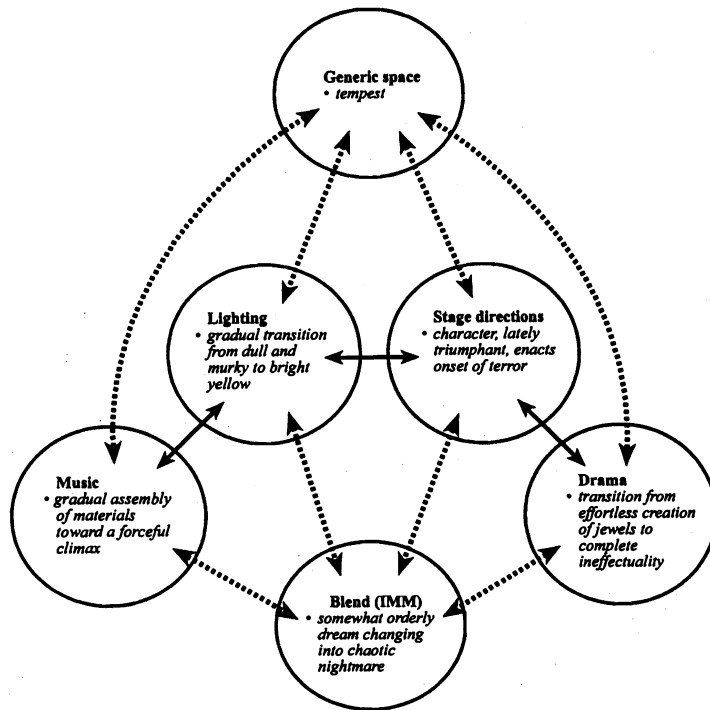 Generic space
• tempest
Lighting
• gradual transition
from dull and
murky to bright
yellow
Stage directions
• character, lately
triumphant, enacts
onset of terror
Music
• gradual assembly
of materials
toward a forceful
climax
Drama
• transition from
effortless creation
of jewels to
complete
ineffectuality
Blend (IMM)
• somewhat orderly
dream changing
into chaotic
nightmare